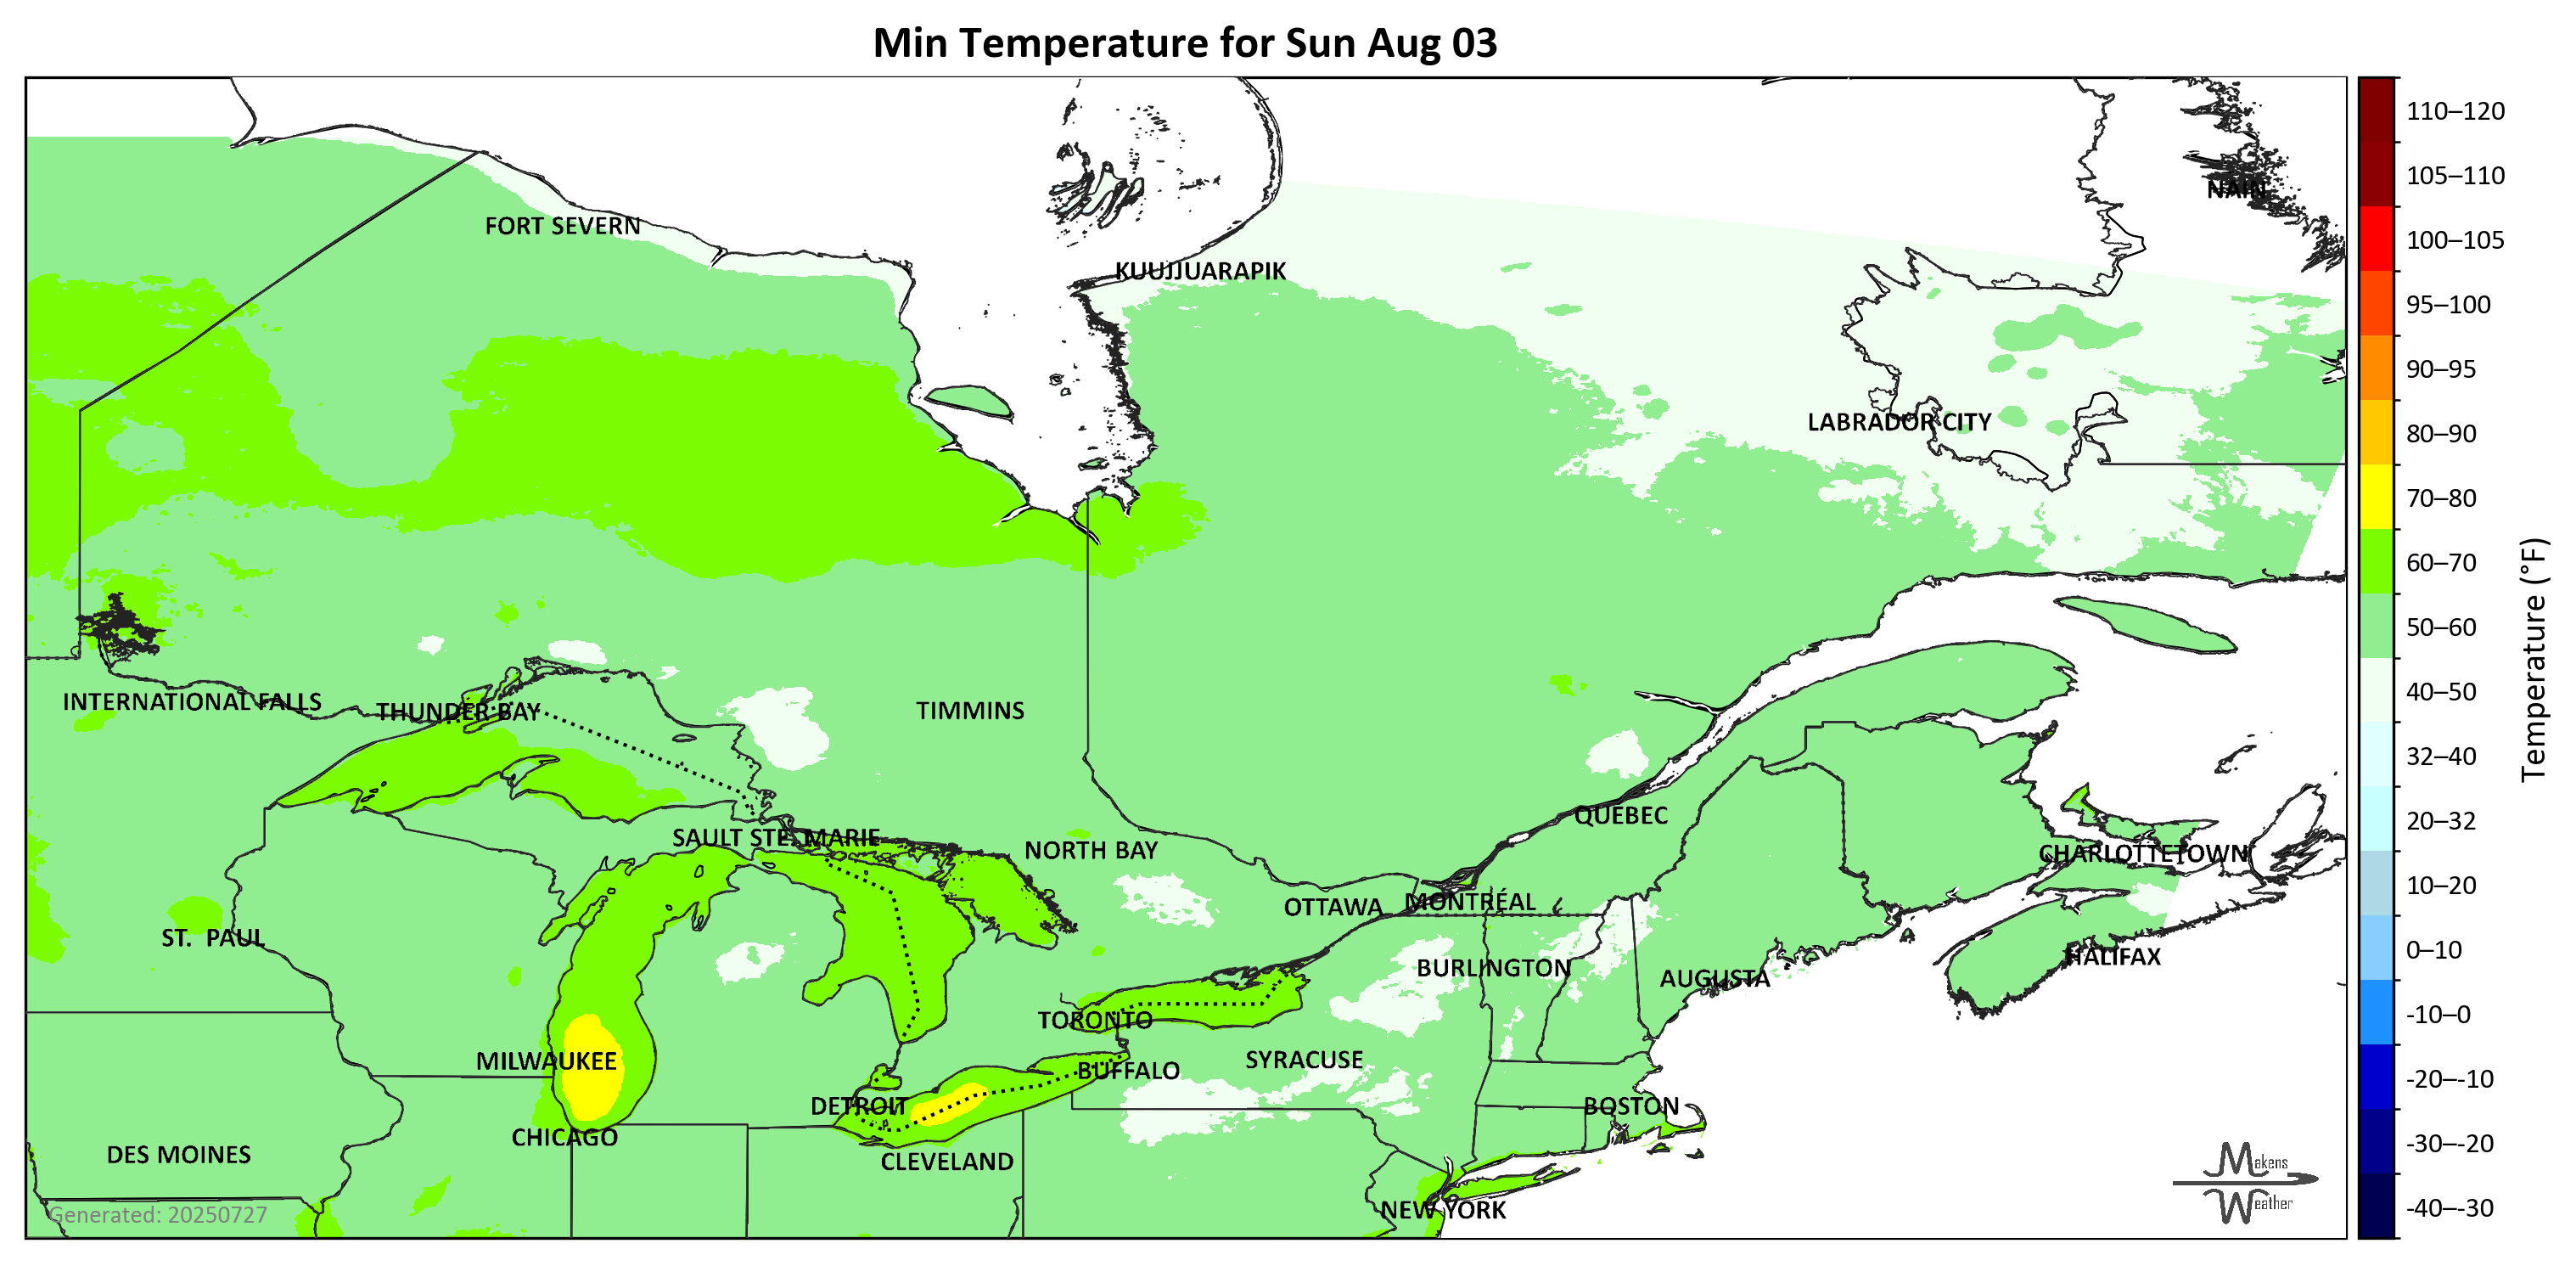 Min Temperature for Sun Aug 03
NAIN
FORT SEVERN
KUUJJUARAPIK
LABRADOR CITY
INTERNATIONAL FALLS
THUNDER BAY
TIMMINS
QUÉBEC
SAULT STE. MARIE
NORTH BAY
CHARLOTTETOWN
OTTAWA
MONTRÉAL
ST.  PAUL
HALIFAX
BURLINGTON
AUGUSTA
TORONTO
MILWAUKEE
SYRACUSE
BUFFALO
DETROIT
BOSTON
CHICAGO
DES MOINES
CLEVELAND
NEW YORK
Generated: 20250727
Makens
Weather
110–120
105–110
100–105
95–100
90–95
80–90
70–80
60–70
50–60
40–50
32–40
20–32
10–20
0–10
-10–0
-20–-10
-30–-20
-40–-30
Temperature (°F)